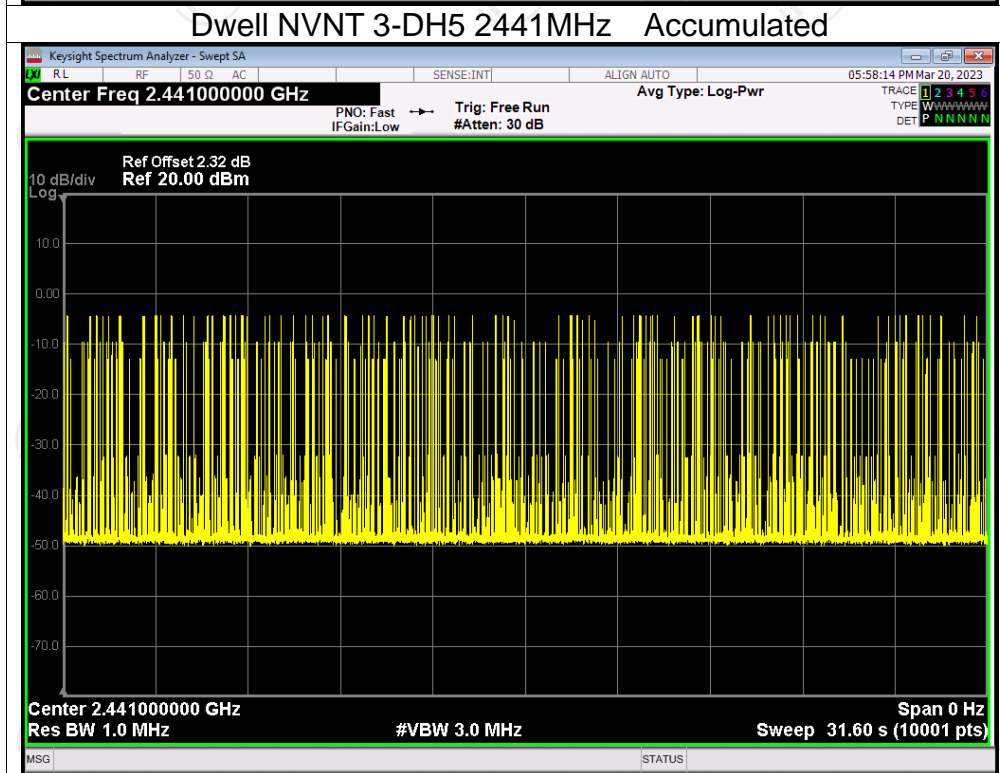 Dwell NVNT 3-DH5 2441MHz Accumulated
Keysight Spectrum Analyzer - Swept SA
LXI RL RF 50 Ω AC SENSE:INT ALIGN AUTO 05:58:14 PM Mar 20, 2023
Center Freq 2.441000000 GHz Avg Type: Log-Pwr TRACE 1 2 3 4 5 6
PNO: Fast Trig: Free Run TYPE WWWWWW
IFGain:Low #Atten: 30 dB DET P N N N N N
Ref Offset 2.32 dB
10 dB/div Ref 20.00 dBm
Log
10.0
0.00
-10.0
-20.0
-30.0
-40.0
-50.0
-60.0
-70.0
Center 2.441000000 GHz Span 0 Hz
Res BW 1.0 MHz #VBW 3.0 MHz Sweep 31.60 s (10001 pts)
MSG STATUS